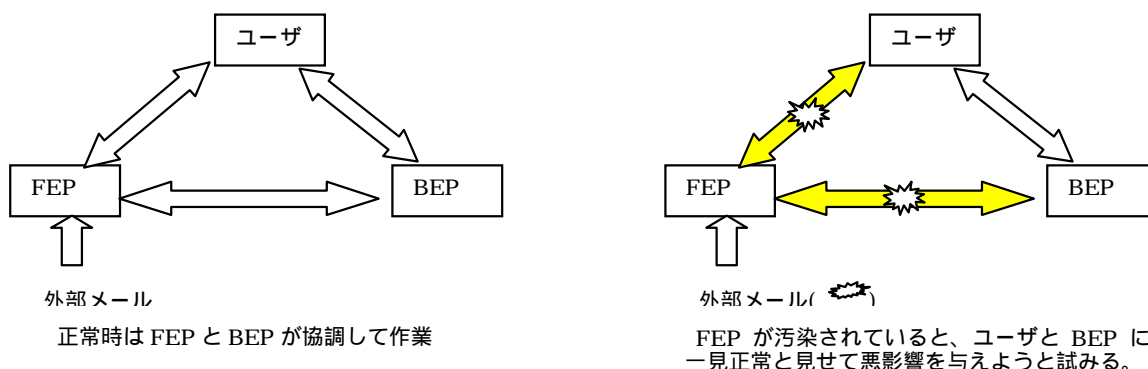 ユーザ
FEP
BEP
外部メール
正常時は FEP と BEP が協調して作業
ユーザ
FEP
BEP
外部メール( )
FEP が汚染されていると、ユーザと BEP に
一見正常と見せて悪影響を与えようと試みる。